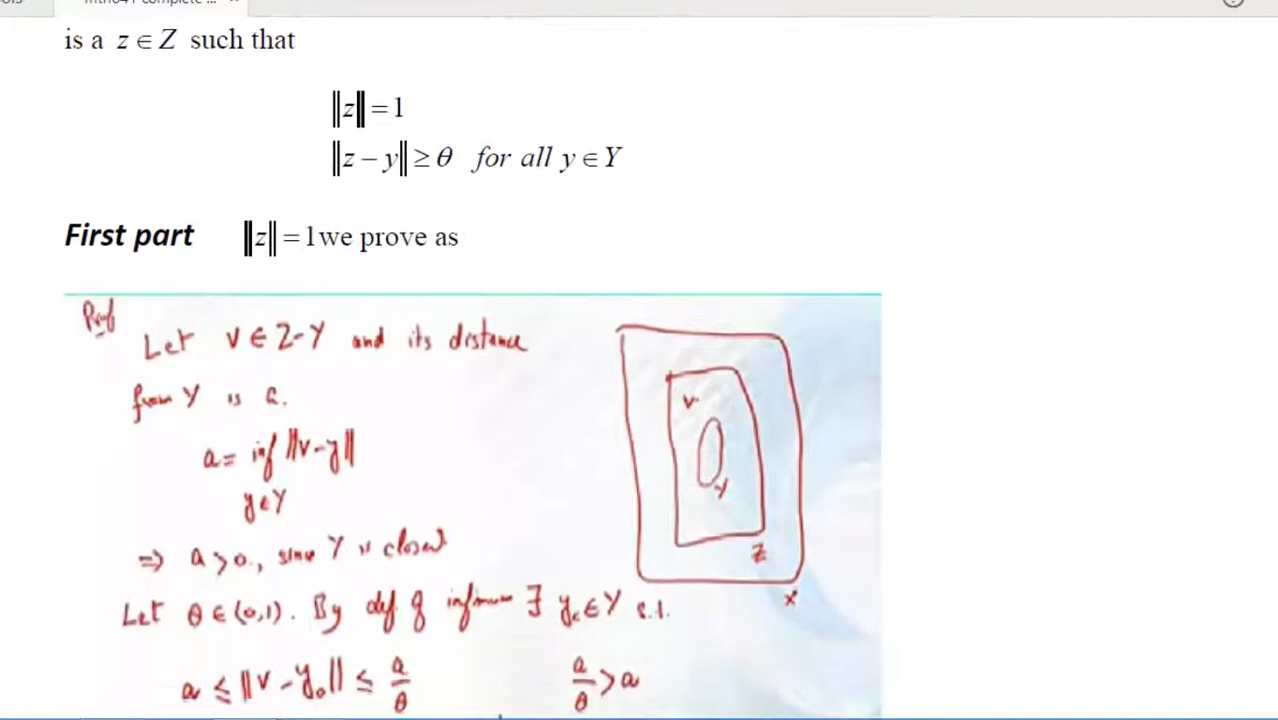 is a z ∈ Z such that
‖z‖ = 1
‖z − y‖ ≥ θ for all y ∈ Y
First part ‖z‖ = 1 we prove as
Proof
Let v ∈ Z-Y and its distance
from Y is a.
a = inf ‖v-y‖
y∈Y
⇒ a>0, since Y is closed
Let θ ∈ (0,1). By def of infimum ∃ y₀ ∈ Y s.t.
a ≤ ‖v-y₀‖ ≤ a/θ a/θ > a
v
Y
Z
X